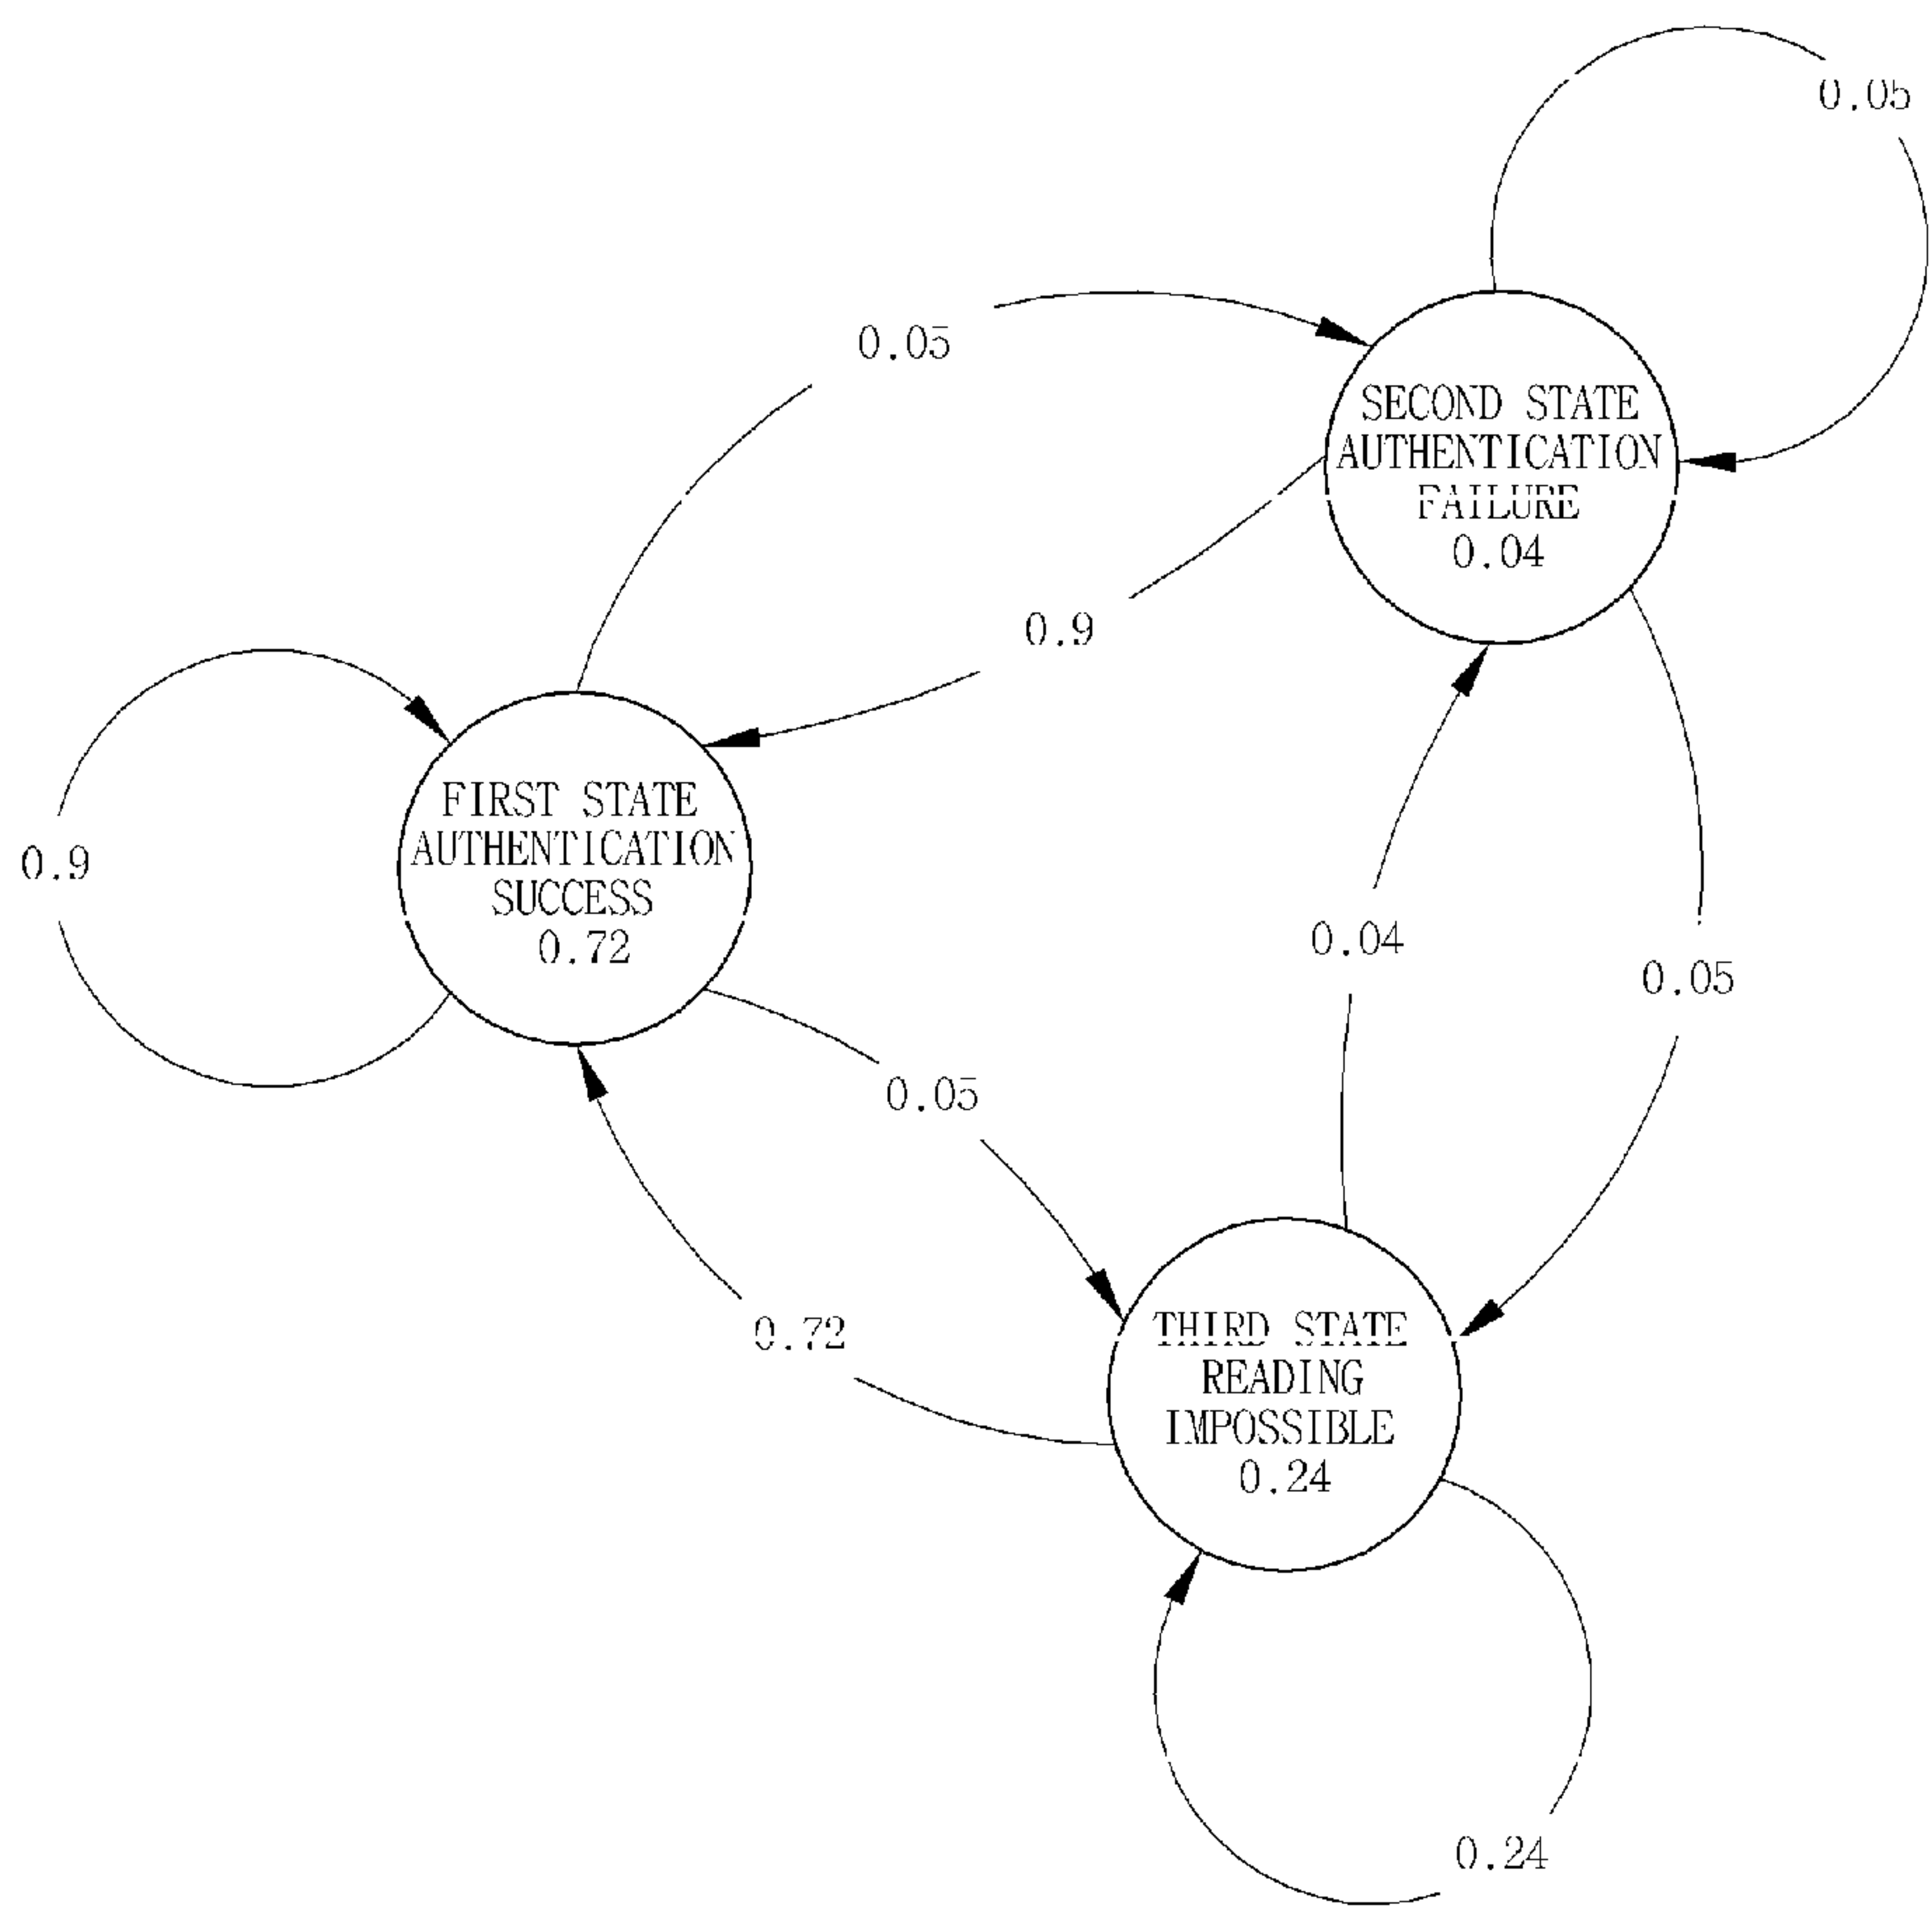 0.05
0.05
SECOND STATE
AUTHENTICATION
FAILURE
0.04
0.9
FIRST STATE
AUTHENTICATION
SUCCESS
0.72
0.9
0.04
0.05
0.05
0.72
THIRD STATE
READING
IMPOSSIBLE
0.24
0.24